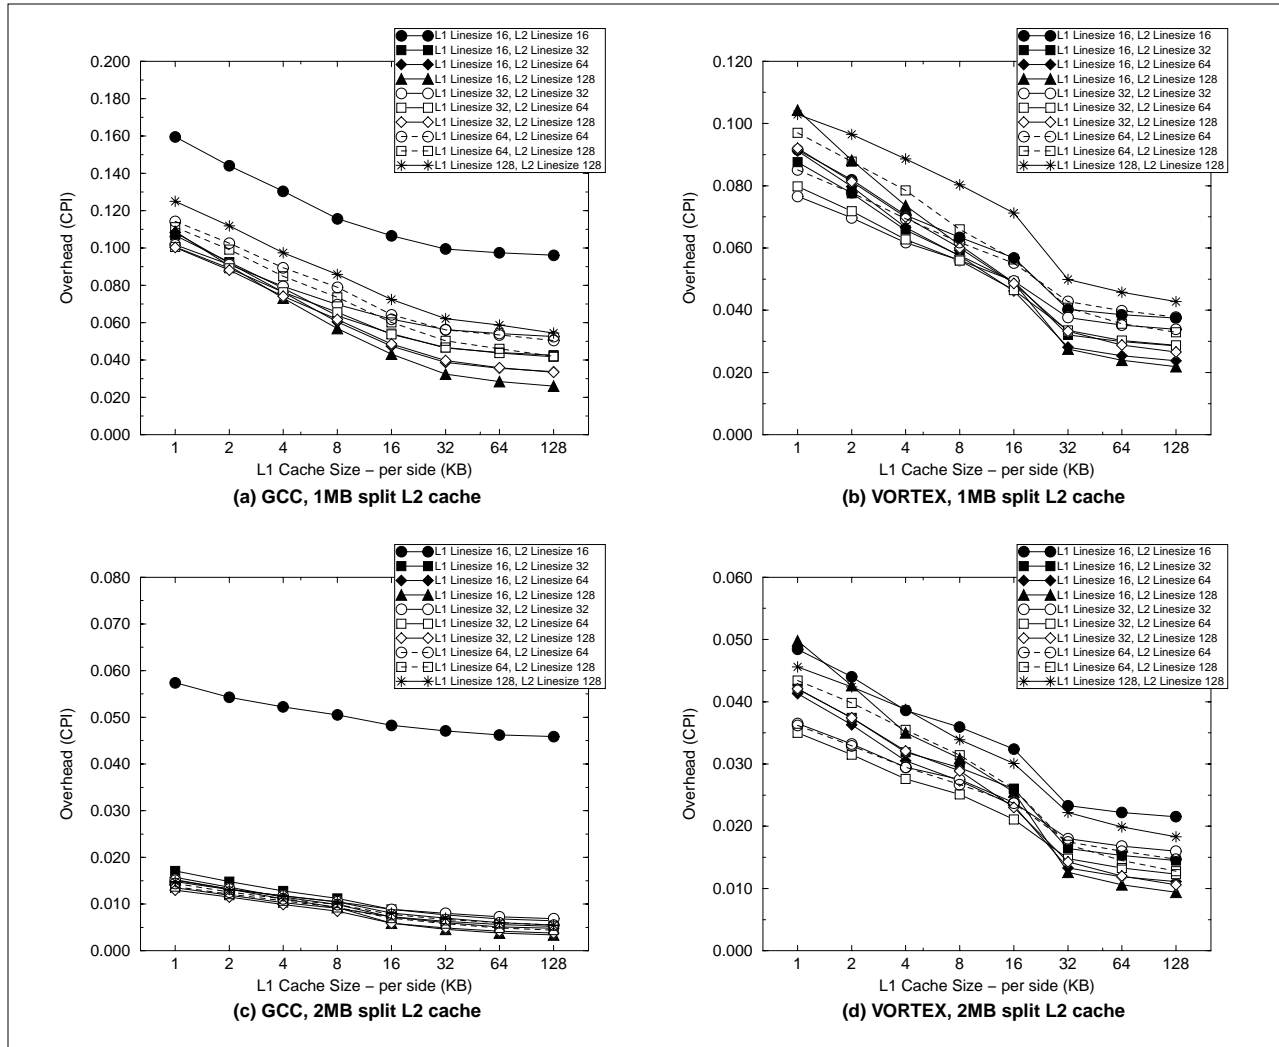 L1 Linesize 16, L2 Linesize 16
L1 Linesize 16, L2 Linesize 32
L1 Linesize 16, L2 Linesize 64
L1 Linesize 16, L2 Linesize 128
L1 Linesize 32, L2 Linesize 32
L1 Linesize 32, L2 Linesize 64
L1 Linesize 32, L2 Linesize 128
L1 Linesize 64, L2 Linesize 64
L1 Linesize 64, L2 Linesize 128
L1 Linesize 128, L2 Linesize 128
0.200
0.180
0.160
0.140
0.120
0.100
0.080
0.060
0.040
0.020
0.000
Overhead (CPI)
1 2 4 8 16 32 64 128
L1 Cache Size – per side (KB)
(a) GCC, 1MB split L2 cache
L1 Linesize 16, L2 Linesize 16
L1 Linesize 16, L2 Linesize 32
L1 Linesize 16, L2 Linesize 64
L1 Linesize 16, L2 Linesize 128
L1 Linesize 32, L2 Linesize 32
L1 Linesize 32, L2 Linesize 64
L1 Linesize 32, L2 Linesize 128
L1 Linesize 64, L2 Linesize 64
L1 Linesize 64, L2 Linesize 128
L1 Linesize 128, L2 Linesize 128
0.120
0.100
0.080
0.060
0.040
0.020
0.000
Overhead (CPI)
1 2 4 8 16 32 64 128
L1 Cache Size – per side (KB)
(b) VORTEX, 1MB split L2 cache
L1 Linesize 16, L2 Linesize 16
L1 Linesize 16, L2 Linesize 32
L1 Linesize 16, L2 Linesize 64
L1 Linesize 16, L2 Linesize 128
L1 Linesize 32, L2 Linesize 32
L1 Linesize 32, L2 Linesize 64
L1 Linesize 32, L2 Linesize 128
L1 Linesize 64, L2 Linesize 64
L1 Linesize 64, L2 Linesize 128
L1 Linesize 128, L2 Linesize 128
0.080
0.070
0.060
0.050
0.040
0.030
0.020
0.010
0.000
Overhead (CPI)
1 2 4 8 16 32 64 128
L1 Cache Size – per side (KB)
(c) GCC, 2MB split L2 cache
L1 Linesize 16, L2 Linesize 16
L1 Linesize 16, L2 Linesize 32
L1 Linesize 16, L2 Linesize 64
L1 Linesize 16, L2 Linesize 128
L1 Linesize 32, L2 Linesize 32
L1 Linesize 32, L2 Linesize 64
L1 Linesize 32, L2 Linesize 128
L1 Linesize 64, L2 Linesize 64
L1 Linesize 64, L2 Linesize 128
L1 Linesize 128, L2 Linesize 128
0.060
0.050
0.040
0.030
0.020
0.010
0.000
Overhead (CPI)
1 2 4 8 16 32 64 128
L1 Cache Size – per side (KB)
(d) VORTEX, 2MB split L2 cache